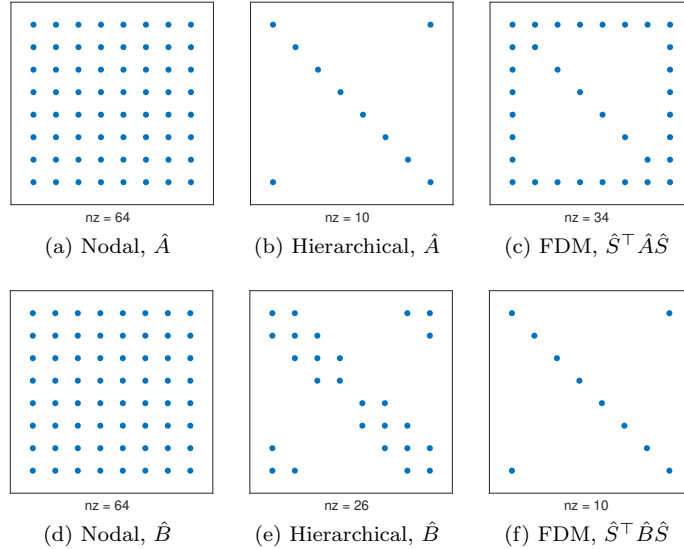 nz = 64
nz = 10
nz = 34
(a) Nodal, Â
(b) Hierarchical, Â
(c) FDM, Ŝ⊤ÂŜ
nz = 64
nz = 26
nz = 10
(d) Nodal, B̂
(e) Hierarchical, B̂
(f) FDM, Ŝ⊤B̂Ŝ